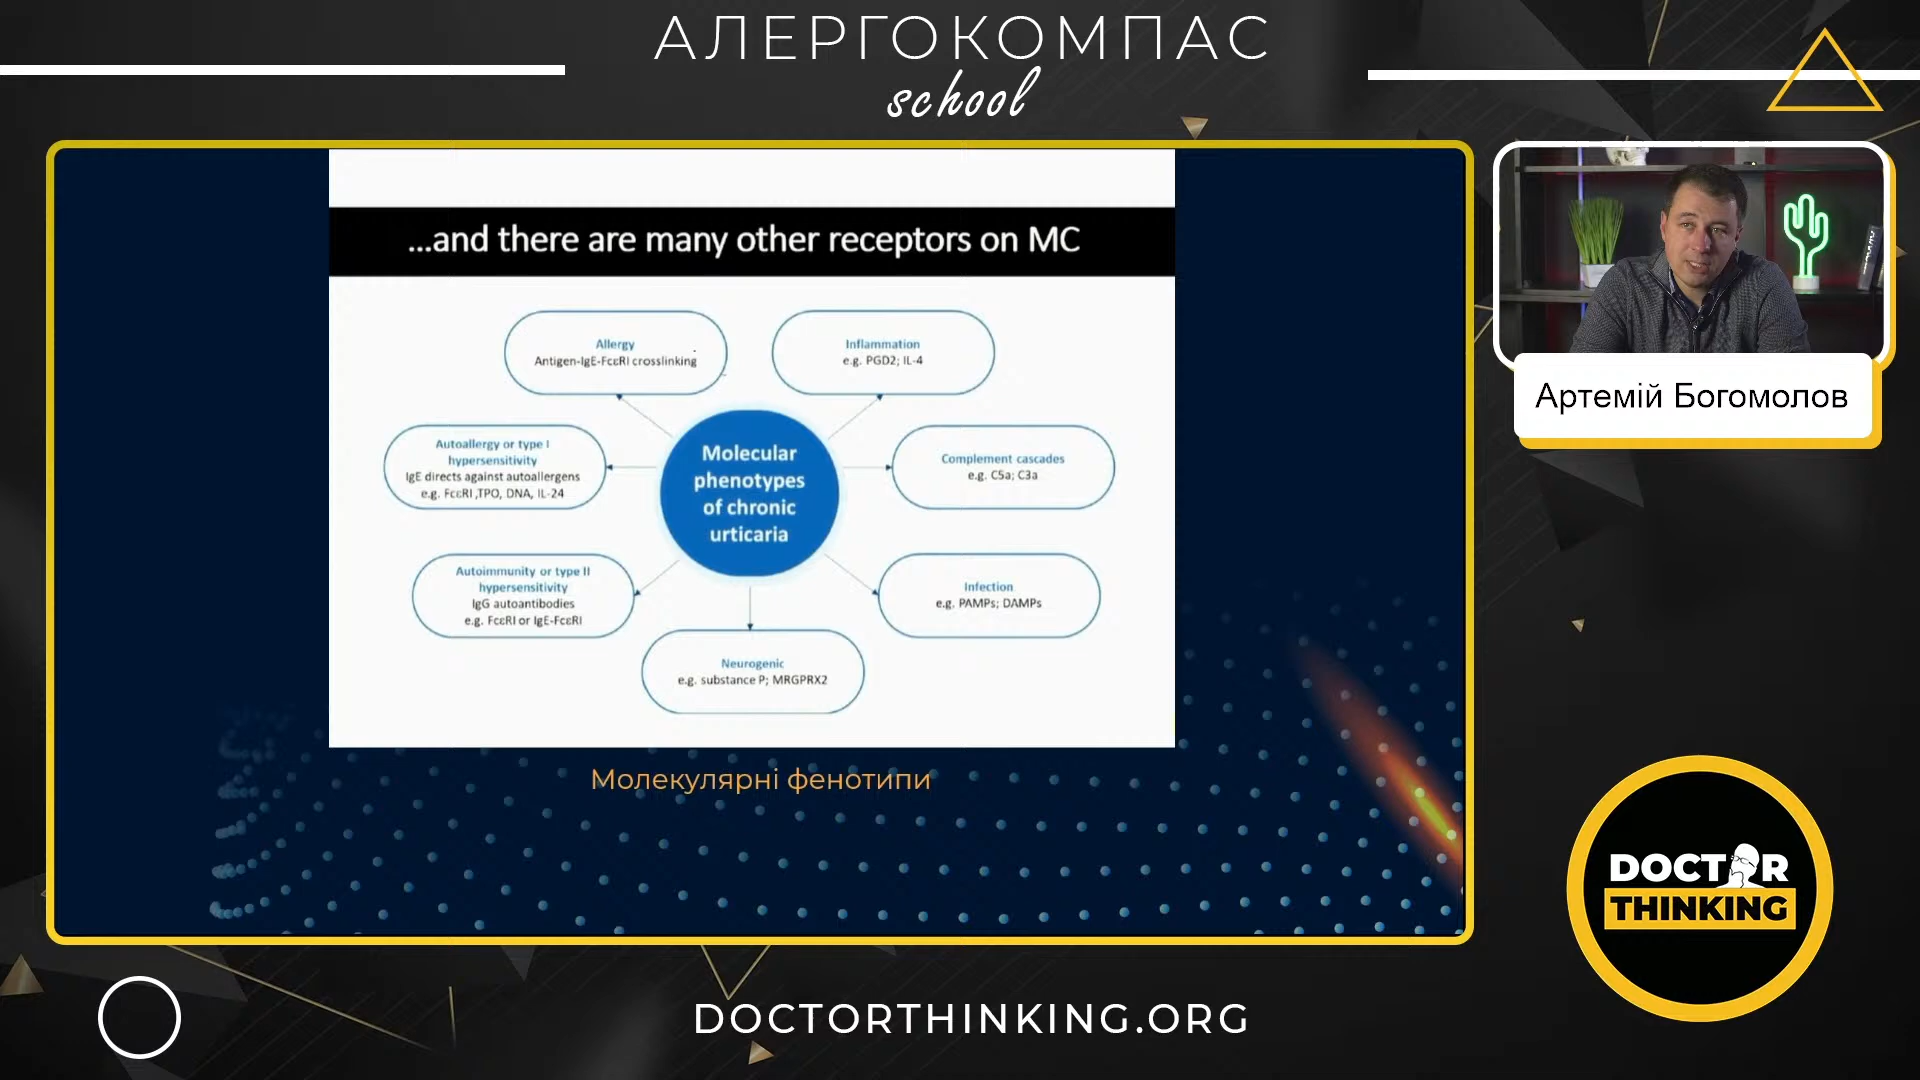 АЛЕРГОКОМПАС
school
...and there are many other receptors on MC
Allergy
Antigen-IgE-FcεRI crosslinking
Inflammation
e.g. PGD2; IL-4
Autoallergy or type I
hypersensitivity
IgE directs against autoallergens
e.g. FcεRI ,TPO, DNA, IL-24
Molecular
phenotypes
of chronic
urticaria
Complement cascades
e.g. C5a; C3a
Autoimmunity or type II
hypersensitivity
IgG autoantibodies
e.g. FcεRI or IgE-FcεRI
Infection
e.g. PAMPs; DAMPs
Neurogenic
e.g. substance P; MRGPRX2
Молекулярні фенотипи
Артемій Богомолов
DOCTOR
THINKING
DOCTORTHINKING.ORG